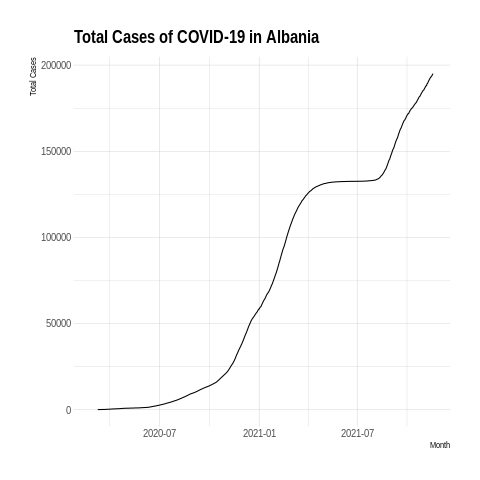 Total Cases of COVID-19 in Albania
Total Cases
200000
150000
100000
50000
0
2020-07 2021-01 2021-07
Month